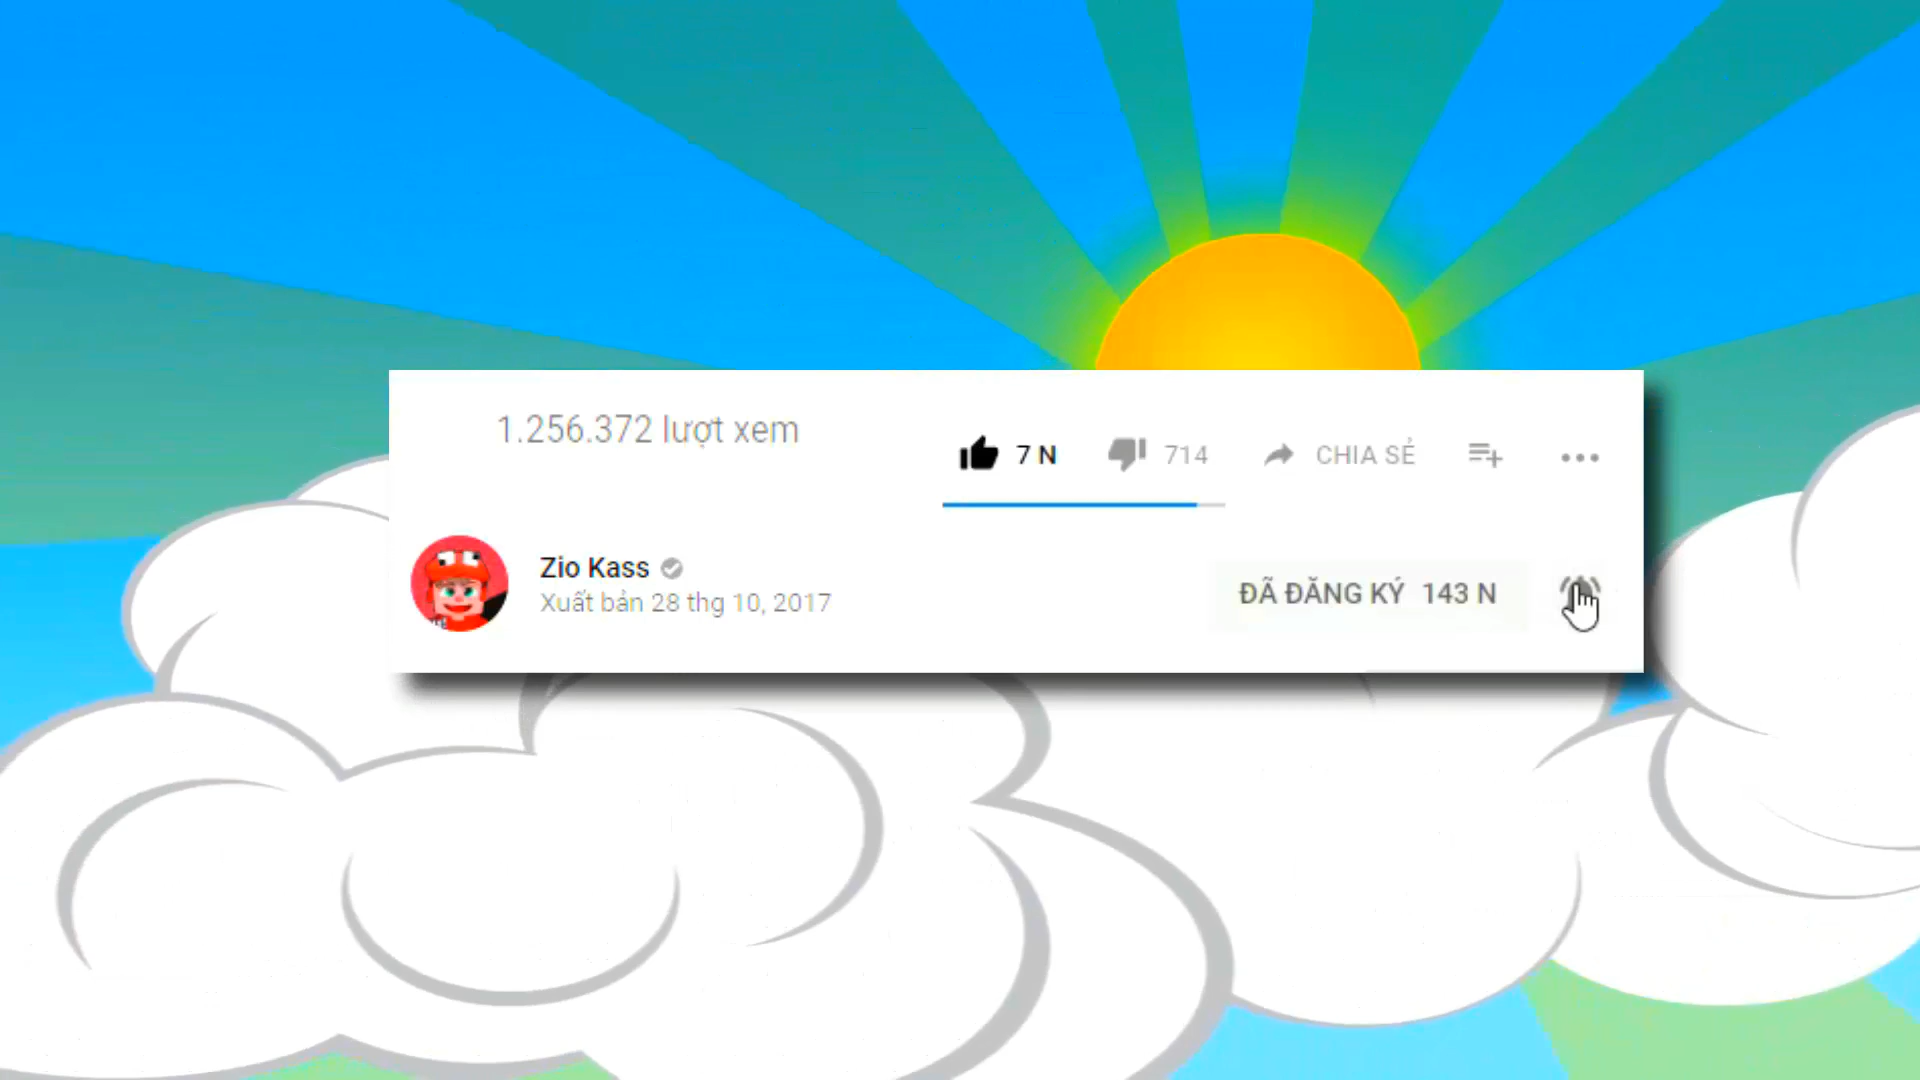 1.256.372 lượt xem
7 N 714 CHIA SẺ
Zio Kass
Xuất bản 28 thg 10, 2017
ĐÃ ĐĂNG KÝ 143 N